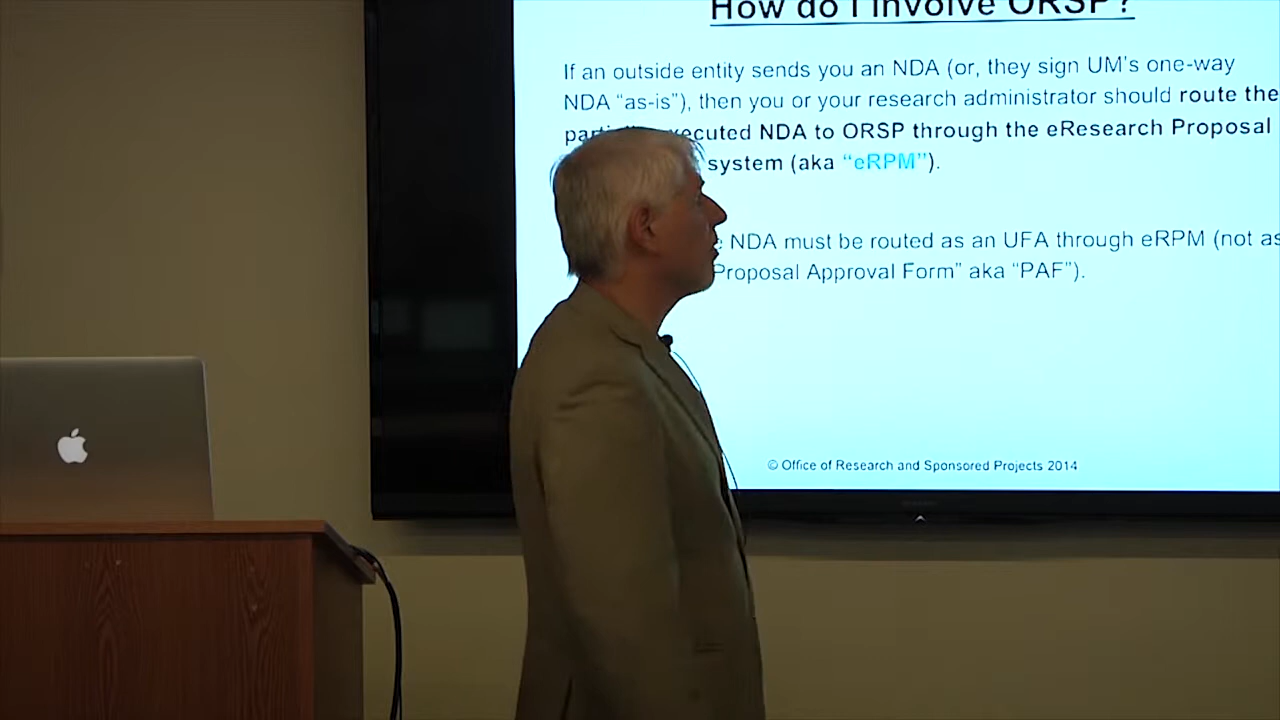 How do I involve ORSP?
If an outside entity sends you an NDA (or, they sign UM's one-way
NDA “as-is”), then you or your research administrator should route the
executed NDA to ORSP through the eResearch Proposal
system (aka “eRPM”).
NDA must be routed as an UFA through eRPM (not as
Proposal Approval Form” aka “PAF”).
© Office of Research and Sponsored Projects 2014